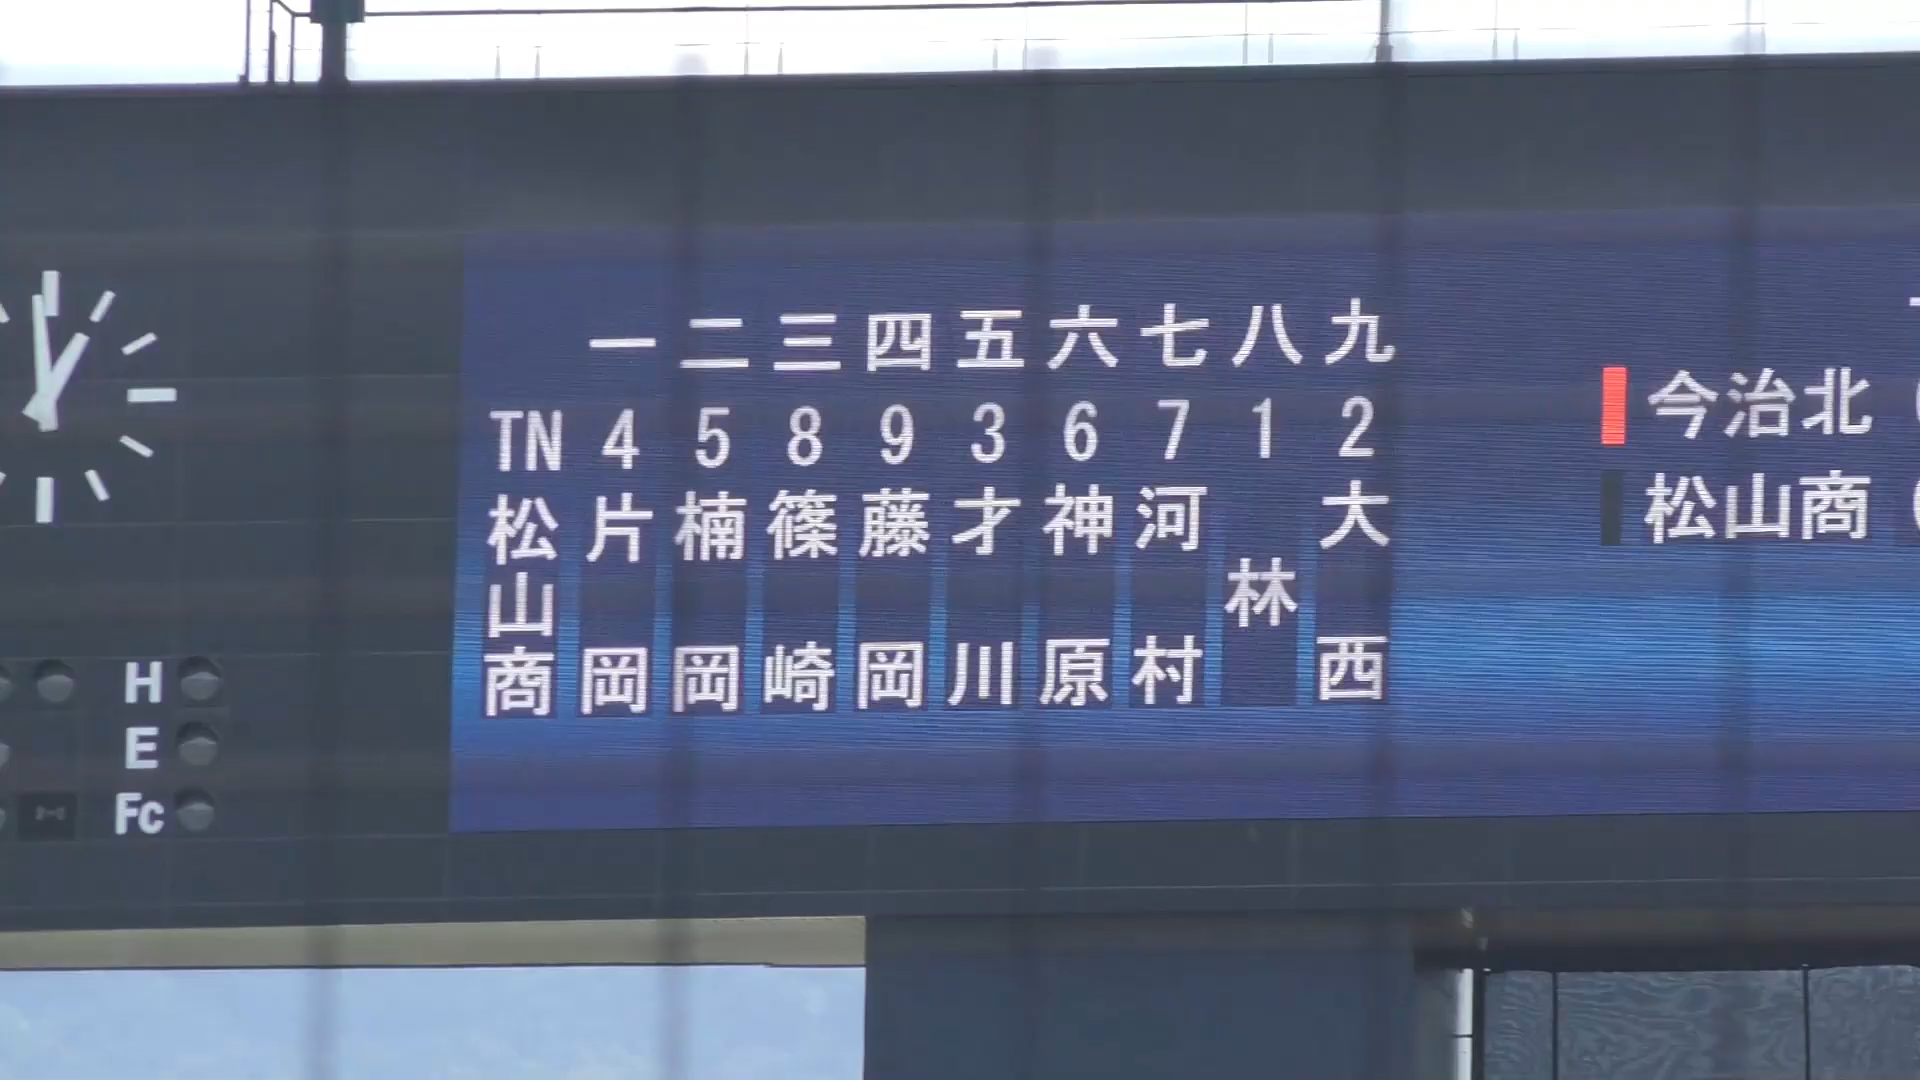 一 二 三 四 五 六 七 八 九
TN 4 5 8 9 3 6 7 1 2
松山商
片岡
楠岡
篠崎
藤岡
才川
神原
河村
林
大西
今治北
松山商
H
E
Fc